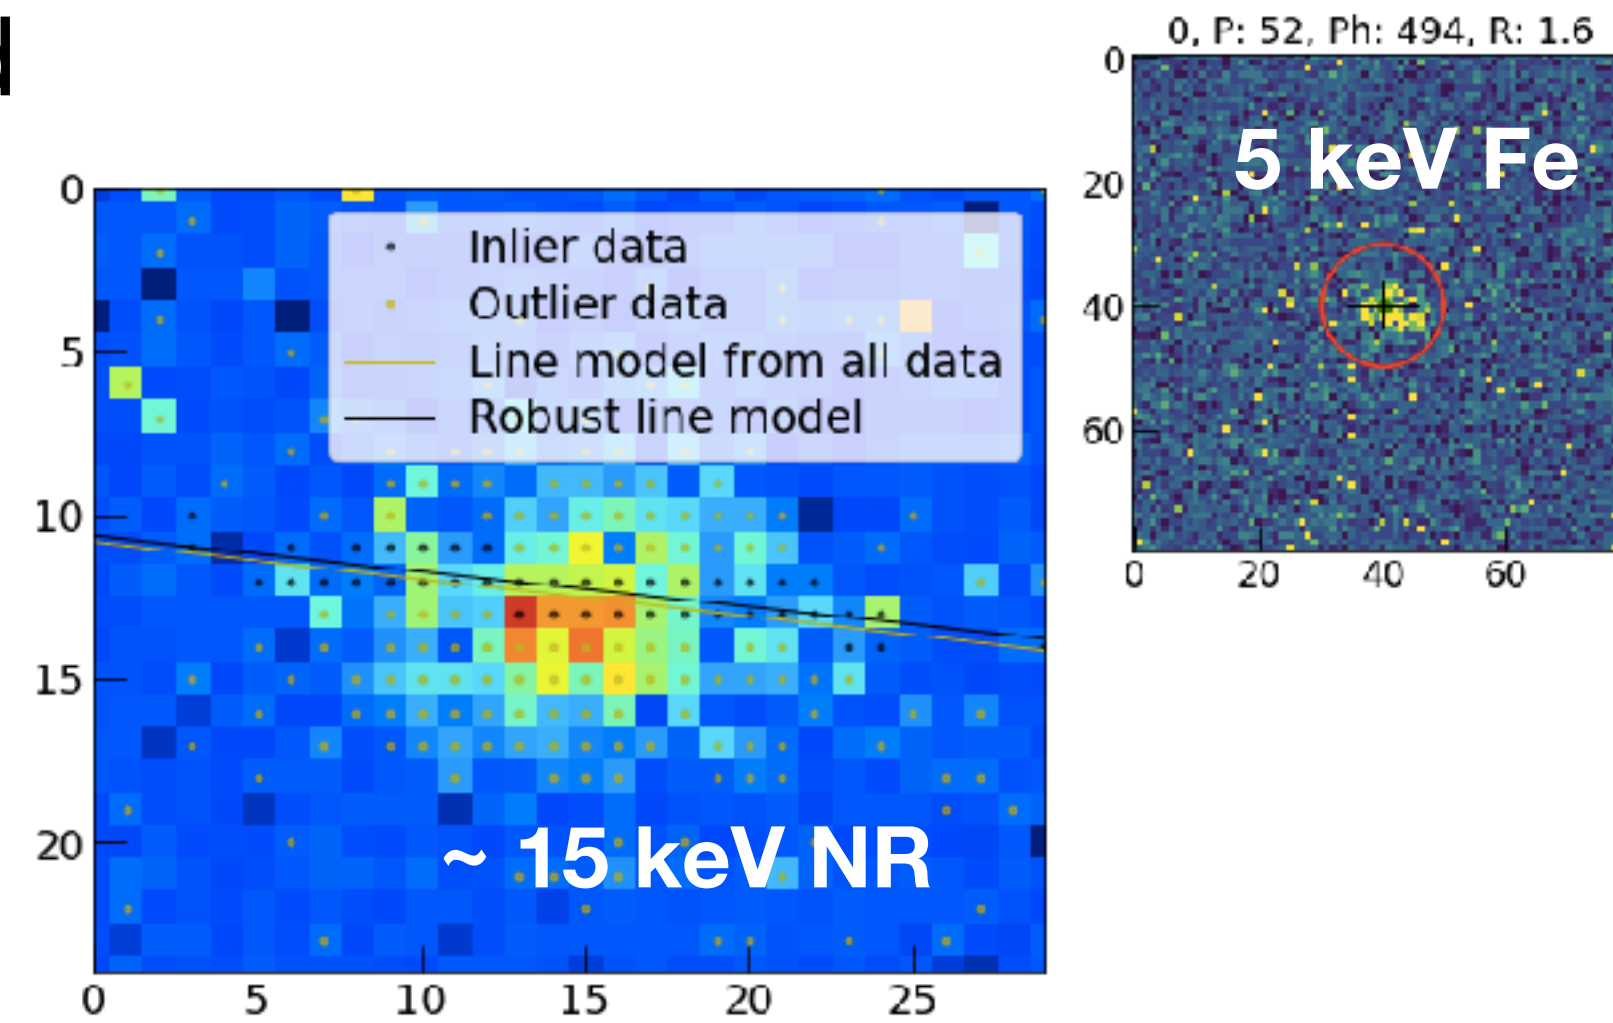 0, P: 52, Ph: 494, R: 1.6
0
20
40
60
0 20 40 60
5 keV Fe
0
5
10
15
20
0 5 10 15 20 25
Inlier data
Outlier data
Line model from all data
Robust line model
~ 15 keV NR